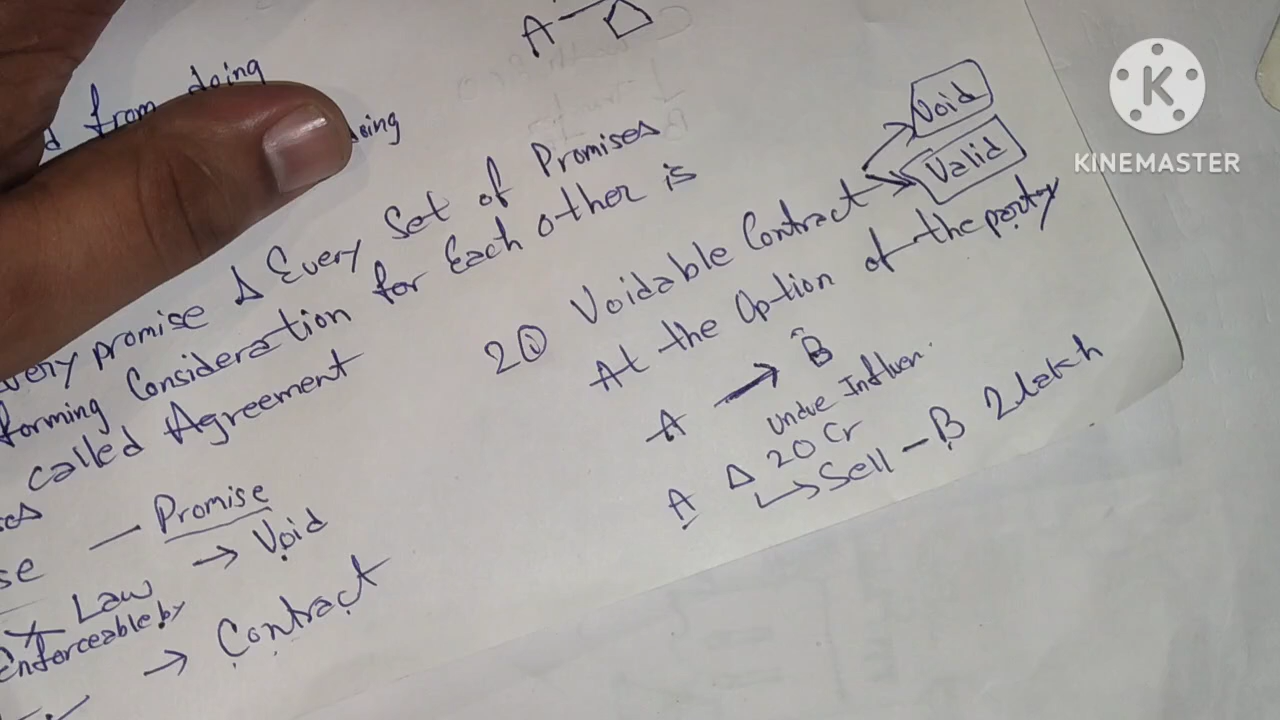 A
d from doing
doing
very promise & Every Set of Promises
forming Consideration for Each other is
called Agreement
Promise
Law → Void
Enforceable by
→ Contract
Void
Valid
2(i) Voidable Contract
At the Option of the party
A → B
undue Influen.
A 20 Cr
↳ Sell - B 2 lakh
KINEMASTER